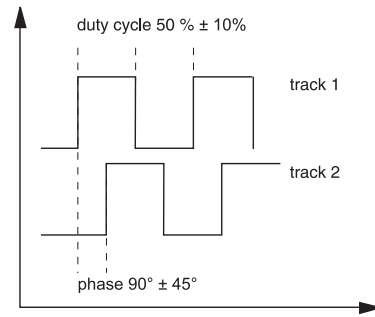 duty cycle 50 % ± 10%
track 1
track 2
phase 90° ± 45°